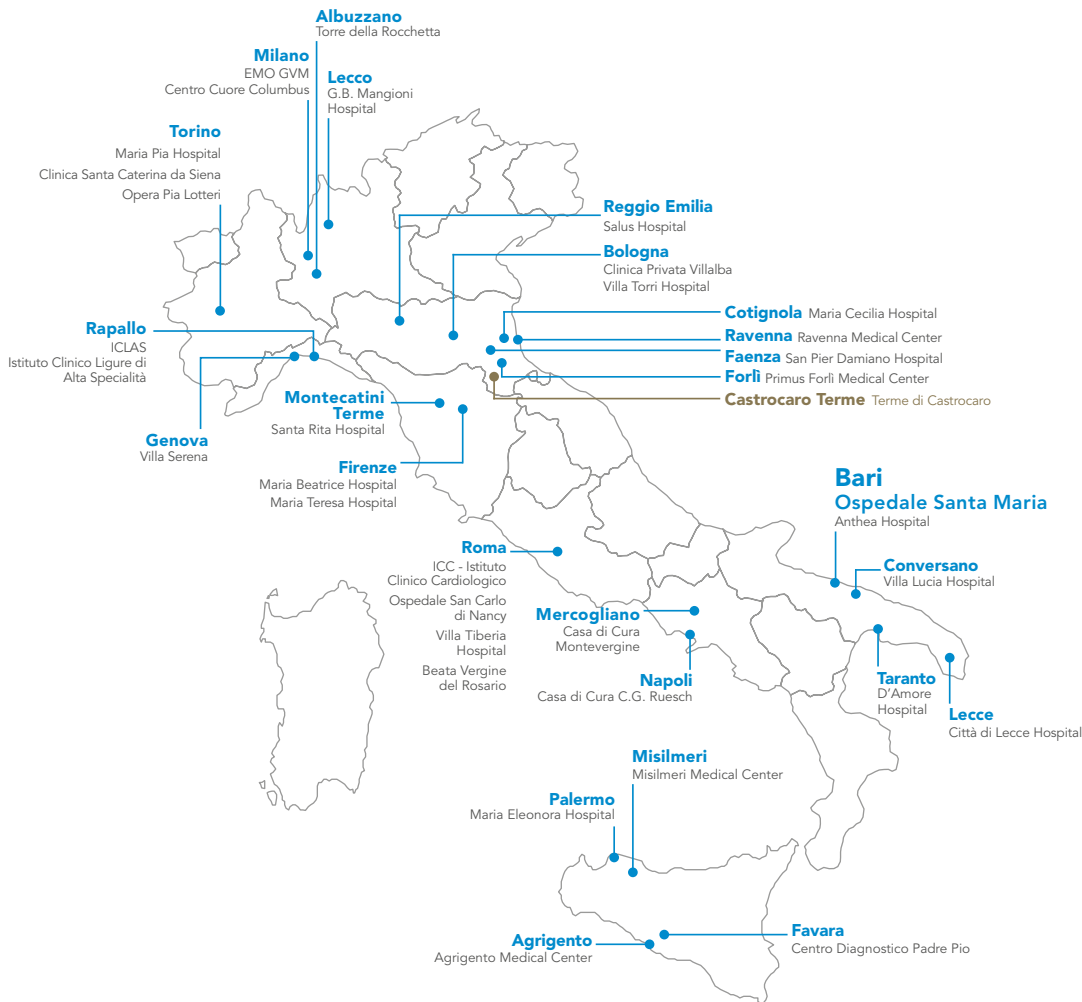 Albuzzano
Torre della Rocchetta
Milano
EMO GVM
Centro Cuore Columbus
Lecco
G.B. Mangioni
Hospital
Torino
Maria Pia Hospital
Clinica Santa Caterina da Siena
Opera Pia Lotteri
Reggio Emilia
Salus Hospital
Bologna
Clinica Privata Villalba
Villa Torri Hospital
Cotignola Maria Cecilia Hospital
Ravenna Ravenna Medical Center
Faenza San Pier Damiano Hospital
Forlì Primus Forlì Medical Center
Castrocaro Terme Terme di Castrocaro
Rapallo
ICLAS
Istituto Clinico Ligure di
Alta Specialità
Genova
Villa Serena
Montecatini
Terme
Santa Rita Hospital
Firenze
Maria Beatrice Hospital
Maria Teresa Hospital
Bari
Ospedale Santa Maria
Anthea Hospital
Conversano
Villa Lucia Hospital
Roma
ICC - Istituto
Clinico Cardiologico
Ospedale San Carlo
di Nancy
Villa Tiberia
Hospital
Beata Vergine
del Rosario
Mercogliano
Casa di Cura
Montevergine
Napoli
Casa di Cura C.G. Ruesch
Taranto
D'Amore
Hospital
Lecce
Città di Lecce Hospital
Misilmeri
Misilmeri Medical Center
Palermo
Maria Eleonora Hospital
Agrigento
Agrigento Medical Center
Favara
Centro Diagnostico Padre Pio